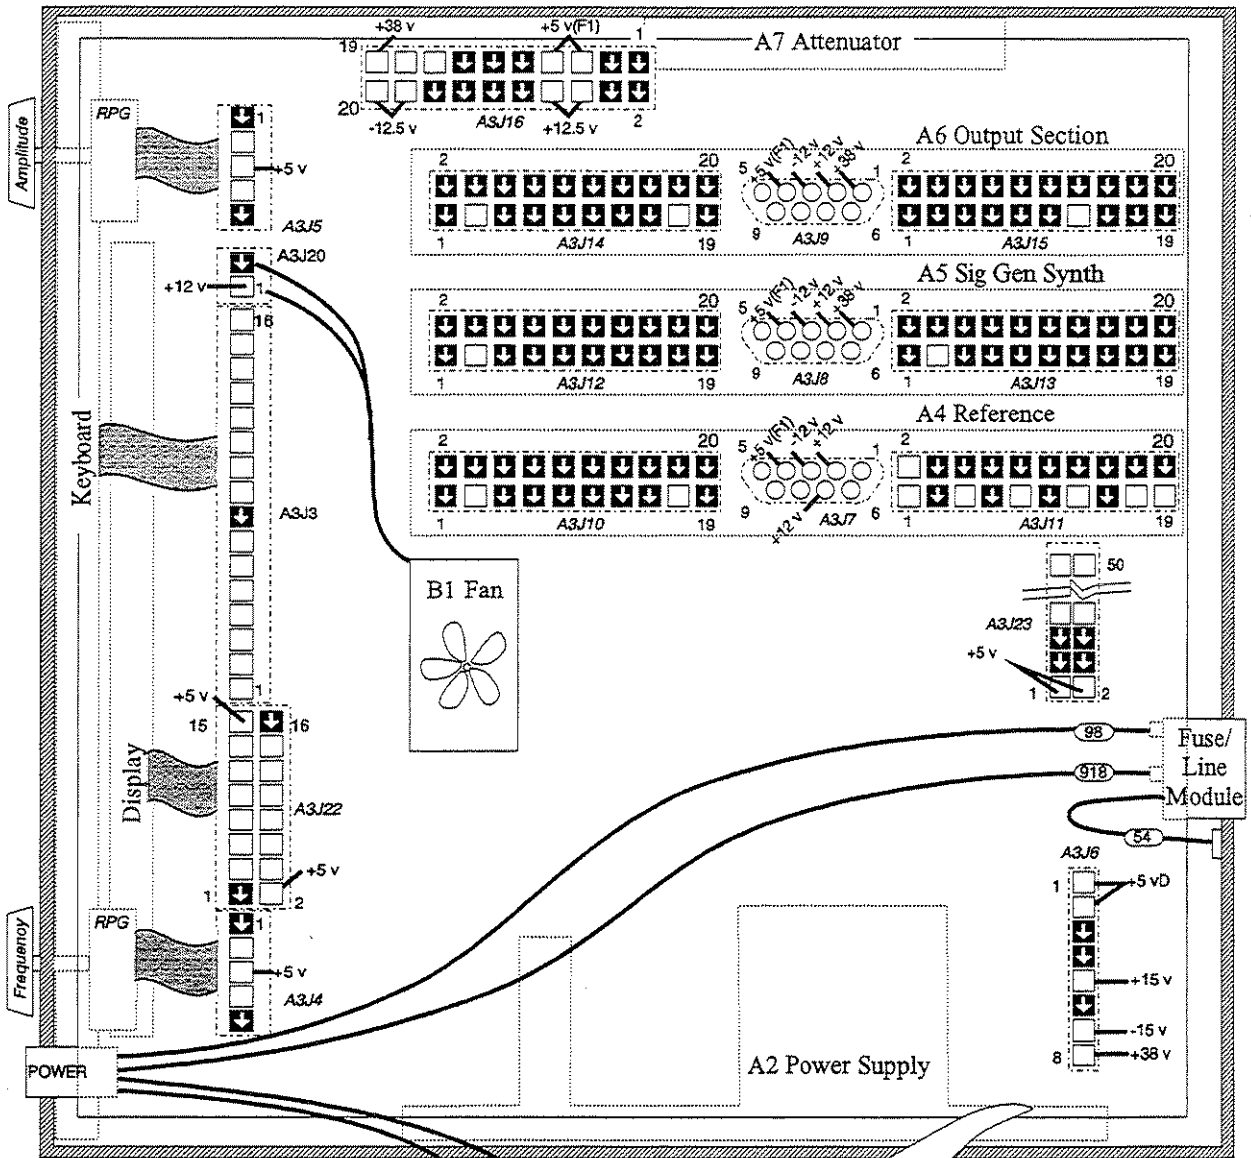 +38 v
+5 v(F1)
1
19
A7 Attenuator
20
-12.5 v
A3J16
+12.5 v
2
Amplitude
RPG
1
+5 v
A3J5
A6 Output Section
2
20
5
+5 v(F1)
-12 v
+12 v
+38 v
1
2
20
1
A3J14
19
9
A3J9
6
1
A3J15
19
A3J20
+12 v
1
A5 Sig Gen Synth
2
20
5
+5 v(F1)
-12 v
+12 v
+38 v
1
2
20
1
A3J12
19
9
A3J8
6
1
A3J13
19
16
Keyboard
A3J3
1
A4 Reference
2
20
5
+5 v(F1)
-12 v
+12 v
1
2
20
1
A3J10
19
9
+12 v
A3J7
6
1
A3J11
19
B1 Fan
50
A3J23
+5 v
1
2
+5 v
15
16
Display
A3J22
+5 v
1
2
98
918
54
Fuse/
Line
Module
A3J6
1
+5 vD
+15 v
-15 v
8
+38 v
Frequency
RPG
1
+5 v
A3J4
POWER
A2 Power Supply